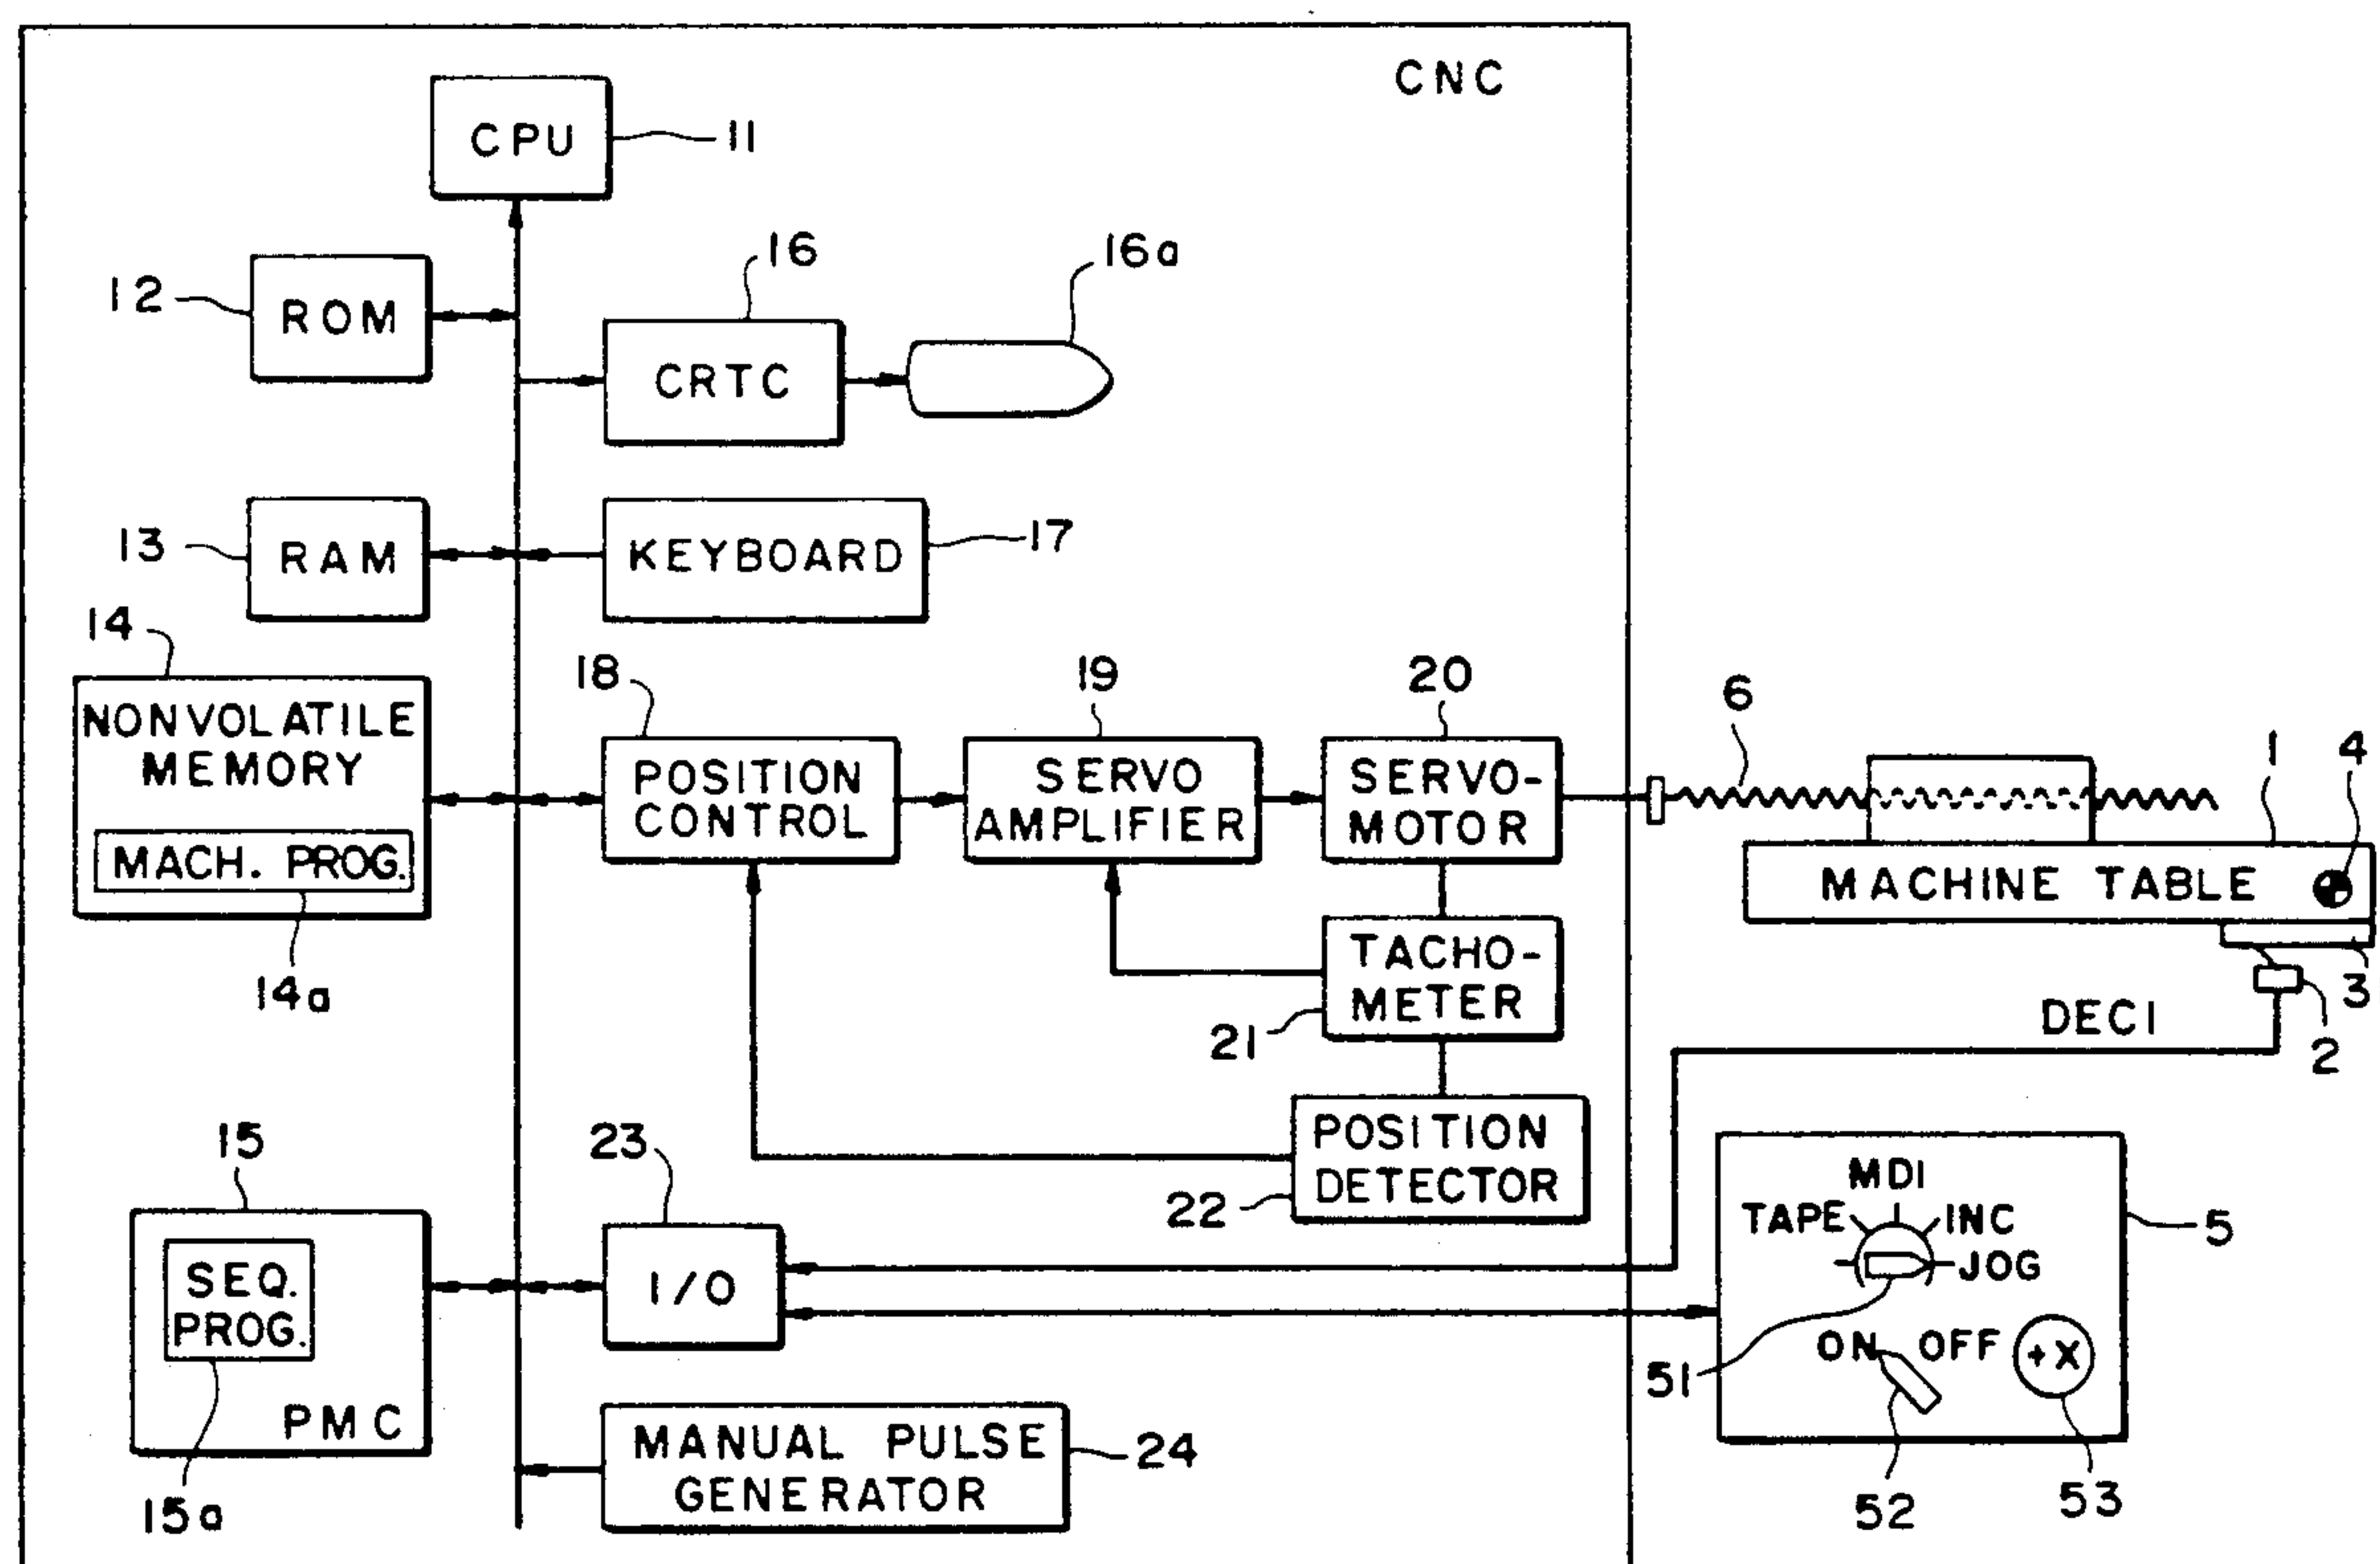 CNC
CPU
11
16
16a
12
ROM
CRTC
13
RAM
KEYBOARD
17
14
NONVOLATILE
MEMORY
MACH. PROG.
14a
18
POSITION
CONTROL
19
SERVO
AMPLIFIER
20
SERVO-
MOTOR
6
1
4
MACHINE TABLE
3
2
DEC1
TACHO-
METER
21
POSITION
DETECTOR
22
15
SEQ.
PROG.
PMC
15a
23
I/O
MANUAL PULSE
GENERATOR
24
MDI
TAPE
INC
JOG
5
51
ON
OFF
+X
52
53